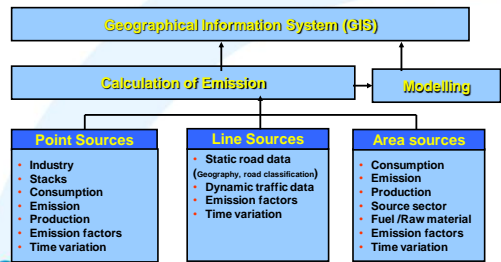 Geographical Information System (GIS)
Calculation of Emission
Modelling
Point Sources
• Industry
• Stacks
• Consumption
• Emission
• Production
• Emission factors
• Time variation
Line Sources
• Static road data
(Geography, road classification)
• Dynamic traffic data
• Emission factors
• Time variation
Area sources
• Consumption
• Emission
• Production
• Source sector
• Fuel /Raw material
• Emission factors
• Time variation